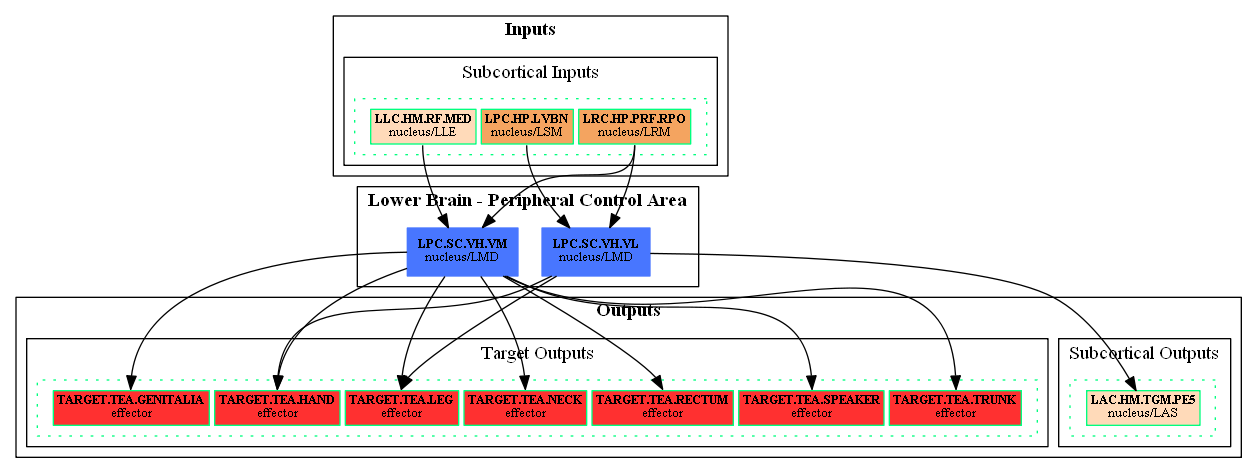 Inputs
Subcortical Inputs
LLC.HM.RF.MED
nucleus/LLE
LPC.HP.LVBN
nucleus/LSM
LRC.HP.PRF.RPO
nucleus/LRM
Lower Brain - Peripheral Control Area
LPC.SC.VH.VM
nucleus/LMD
LPC.SC.VH.VL
nucleus/LMD
Outputs
Target Outputs
TARGET.TEA.GENITALIA
effector
TARGET.TEA.HAND
effector
TARGET.TEA.LEG
effector
TARGET.TEA.NECK
effector
TARGET.TEA.RECTUM
effector
TARGET.TEA.SPEAKER
effector
TARGET.TEA.TRUNK
effector
Subcortical Outputs
LAC.HM.TGM.PE5
nucleus/LAS